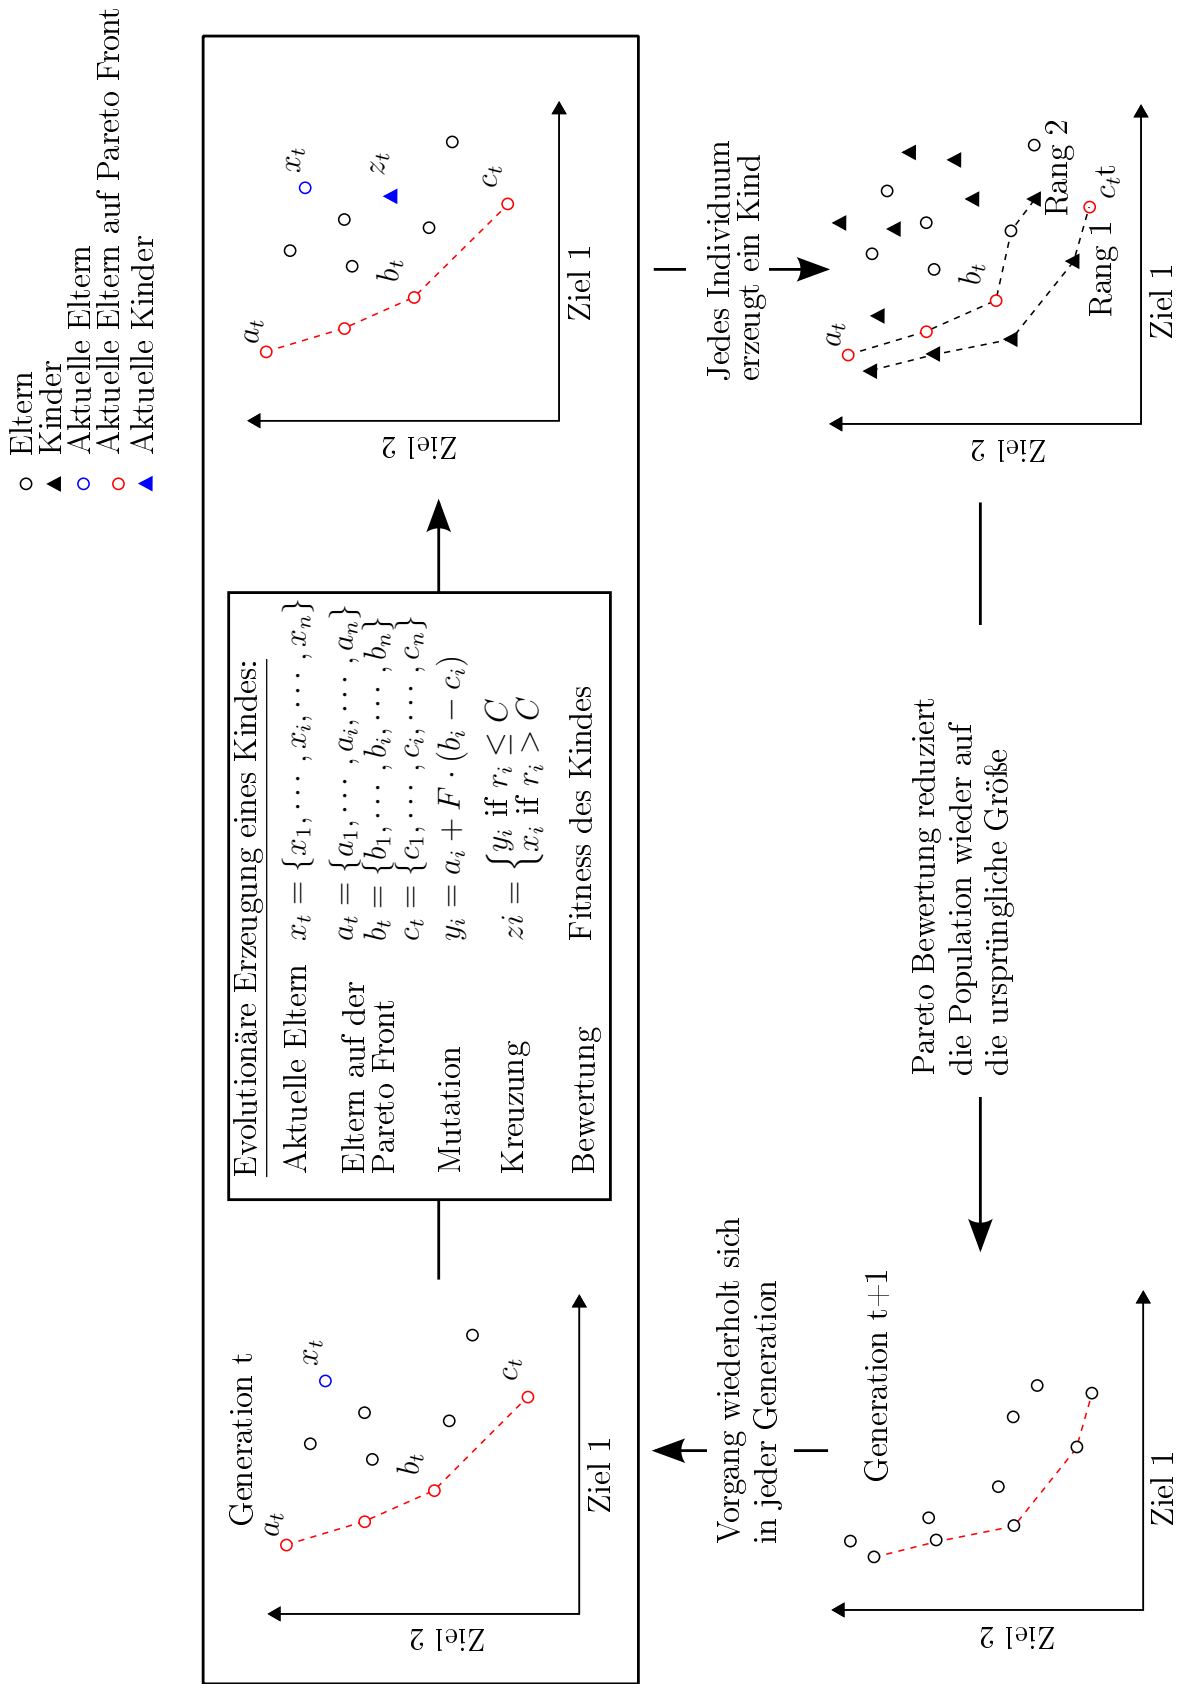 Eltern
Kinder
Aktuelle Eltern
Aktuelle Eltern auf Pareto Front
Aktuelle Kinder
Generation t
a_t
x_t
b_t
c_t
Ziel 2
Ziel 1
Evolutionäre Erzeugung eines Kindes:
Aktuelle Eltern x_t = {x_1, ⋯ , x_i, ⋯ , x_n}
Eltern auf der a_t = {a_1, ⋯ , a_i, ⋯ , a_n}
Pareto Front b_t = {b_1, ⋯ , b_i, ⋯ , b_n}
c_t = {c_1, ⋯ , c_i, ⋯ , c_n}
Mutation y_i = a_i + F · (b_i − c_i)
Kreuzung zi = { y_i if r_i ≤ C
x_i if r_i > C
Bewertung Fitness des Kindes
a_t
x_t
z_t
b_t
c_t
Ziel 2
Ziel 1
Jedes Individuum
erzeugt ein Kind
a_t
b_t
Rang 2
c_t t
Rang 1
Ziel 2
Ziel 1
Pareto Bewertung reduziert
die Population wieder auf
die ursprüngliche Größe
Generation t+1
Ziel 2
Ziel 1
Vorgang wiederholt sich
in jeder Generation